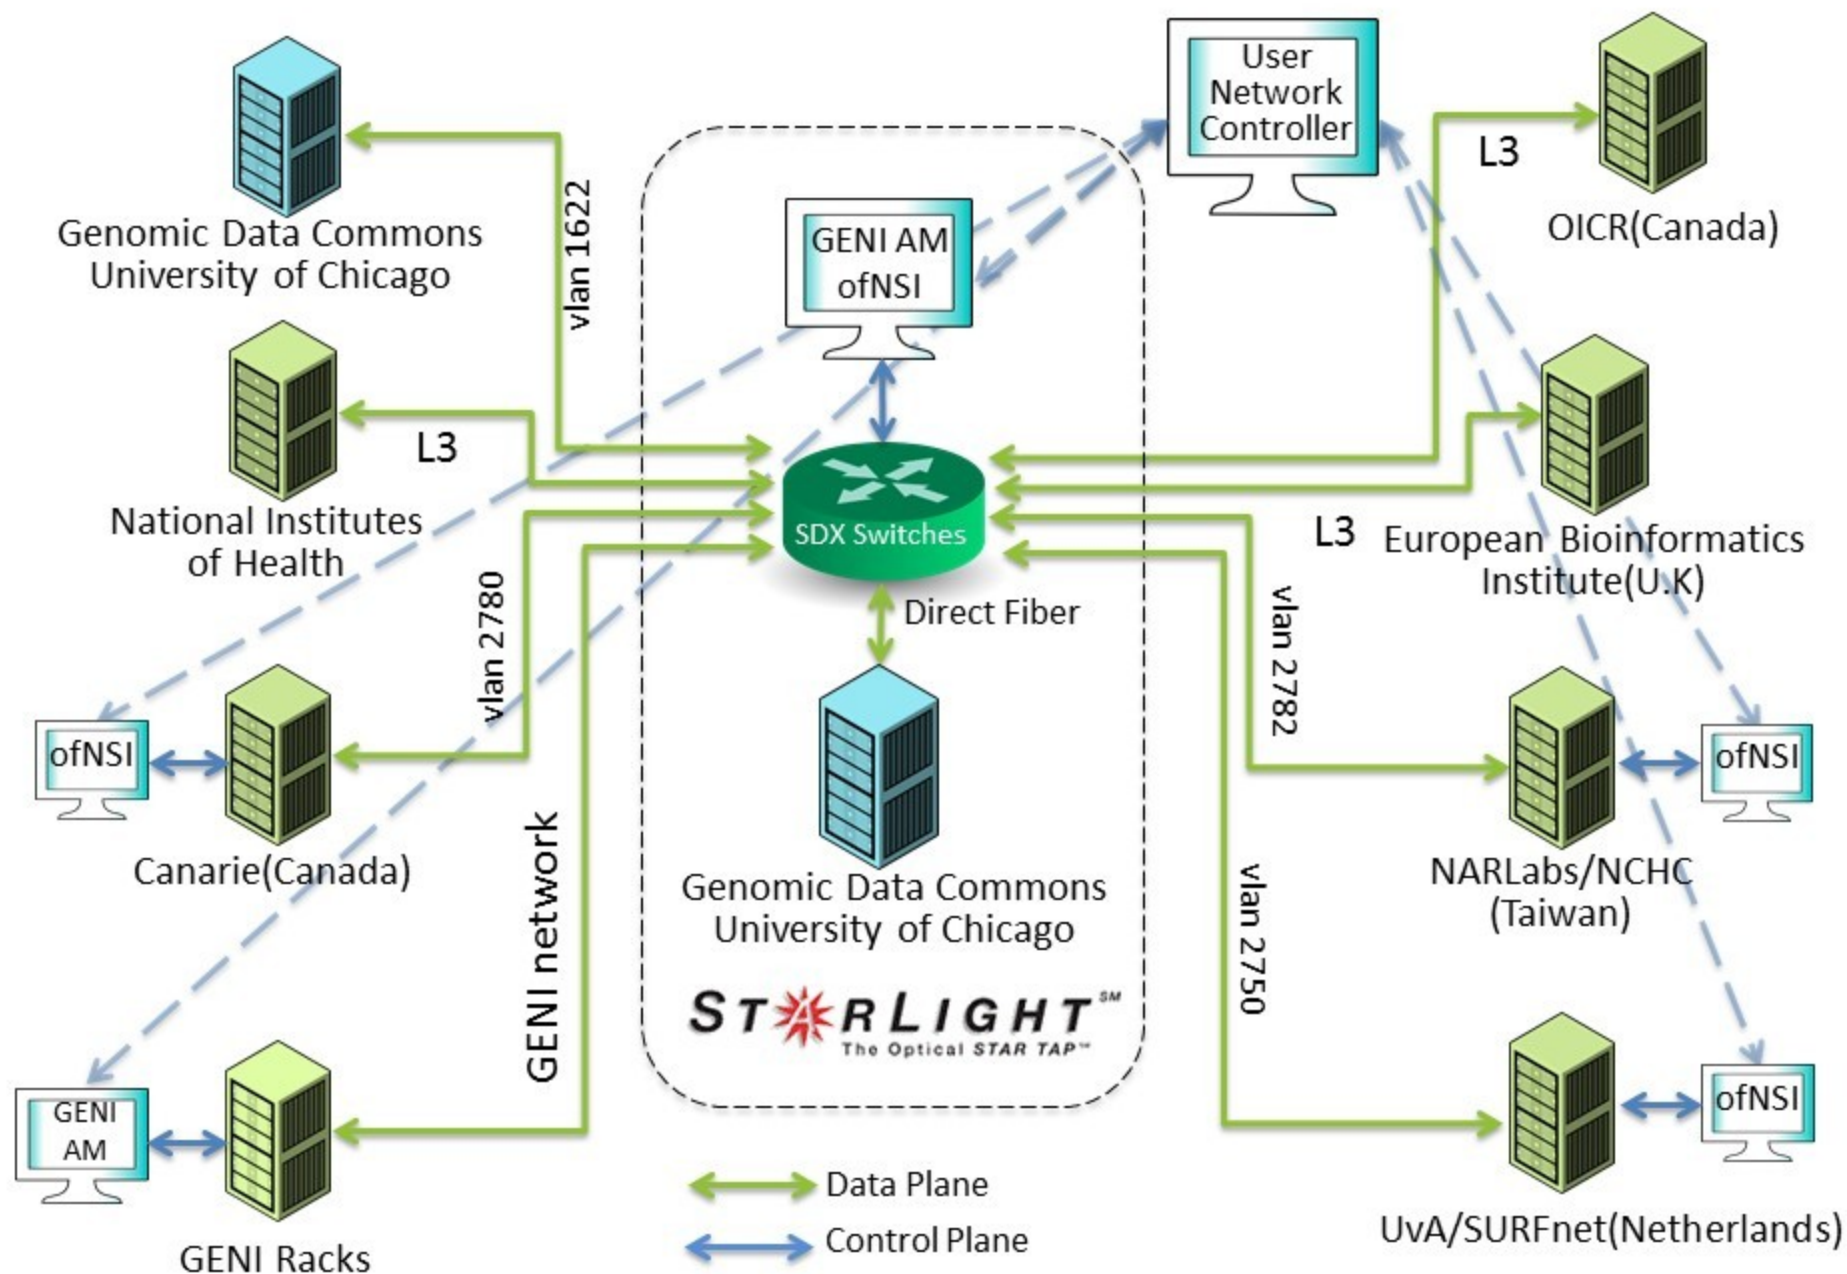 User
Network
Controller
L3
OICR(Canada)
Genomic Data Commons
University of Chicago
vlan 1622
GENI AM
ofNSI
L3
National Institutes
of Health
SDX Switches
L3
European Bioinformatics
Institute(U.K)
Direct Fiber
vlan 2780
vlan 2782
ofNSI
Canarie(Canada)
ofNSI
NARLabs/NCHC
(Taiwan)
GENI network
Genomic Data Commons
University of Chicago
vlan 2750
STARLIGHT SM
The Optical STAR TAP™
GENI
AM
GENI Racks
ofNSI
UvA/SURFnet(Netherlands)
Data Plane
Control Plane